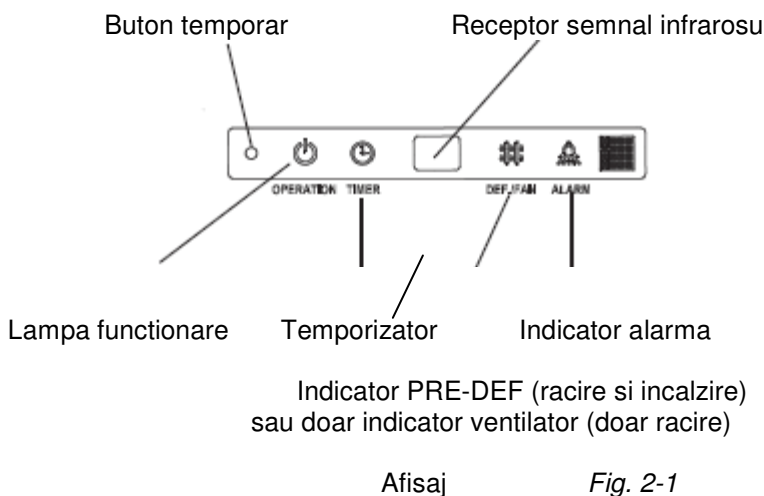 Buton temporar Receptor semnal infrarosu
OPERATION TIMER DEF./FAN ALARM
Lampa functionare Temporizator Indicator alarma
Indicator PRE-DEF (racire si incalzire)
sau doar indicator ventilator (doar racire)
Afisaj Fig. 2-1